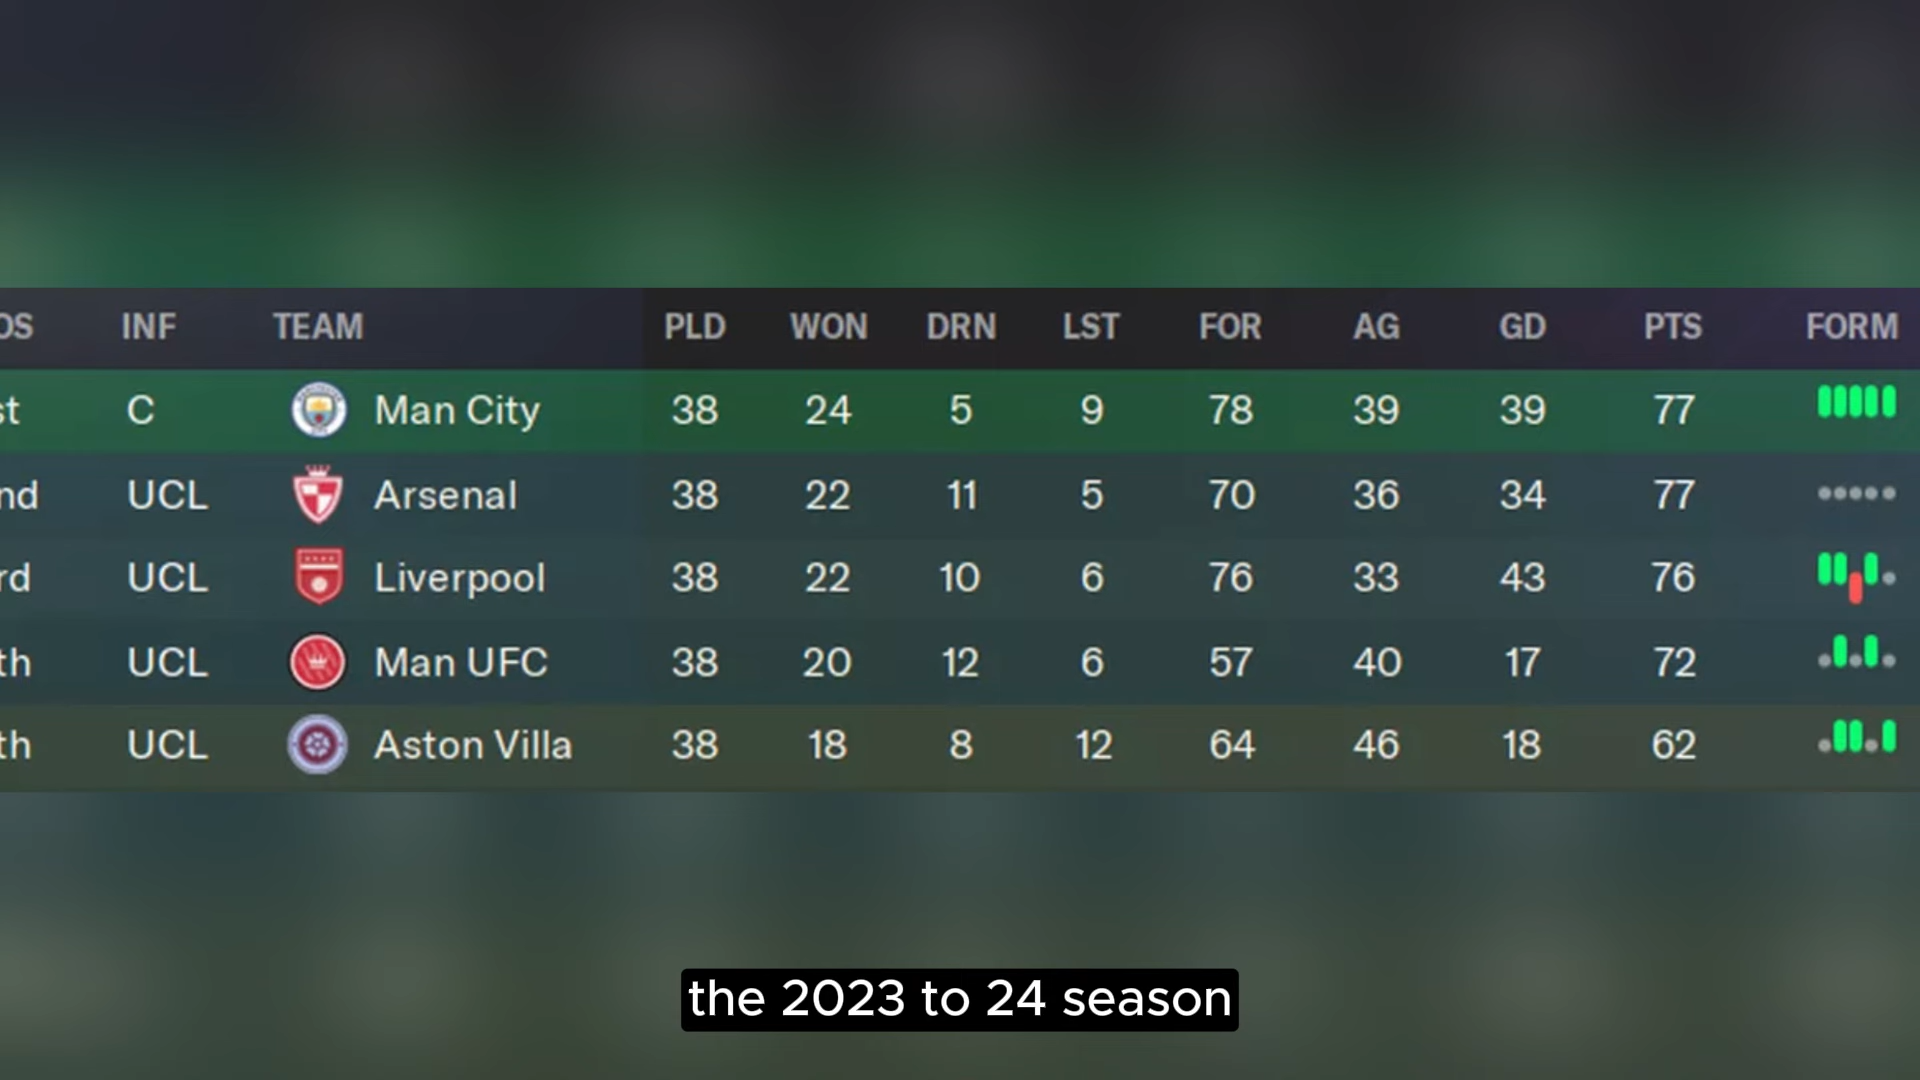 OS INF TEAM PLD WON DRN LST FOR AG GD PTS FORM
st C Man City 38 24 5 9 78 39 39 77
nd UCL Arsenal 38 22 11 5 70 36 34 77
rd UCL Liverpool 38 22 10 6 76 33 43 76
th UCL Man UFC 38 20 12 6 57 40 17 72
th UCL Aston Villa 38 18 8 12 64 46 18 62
the 2023 to 24 season